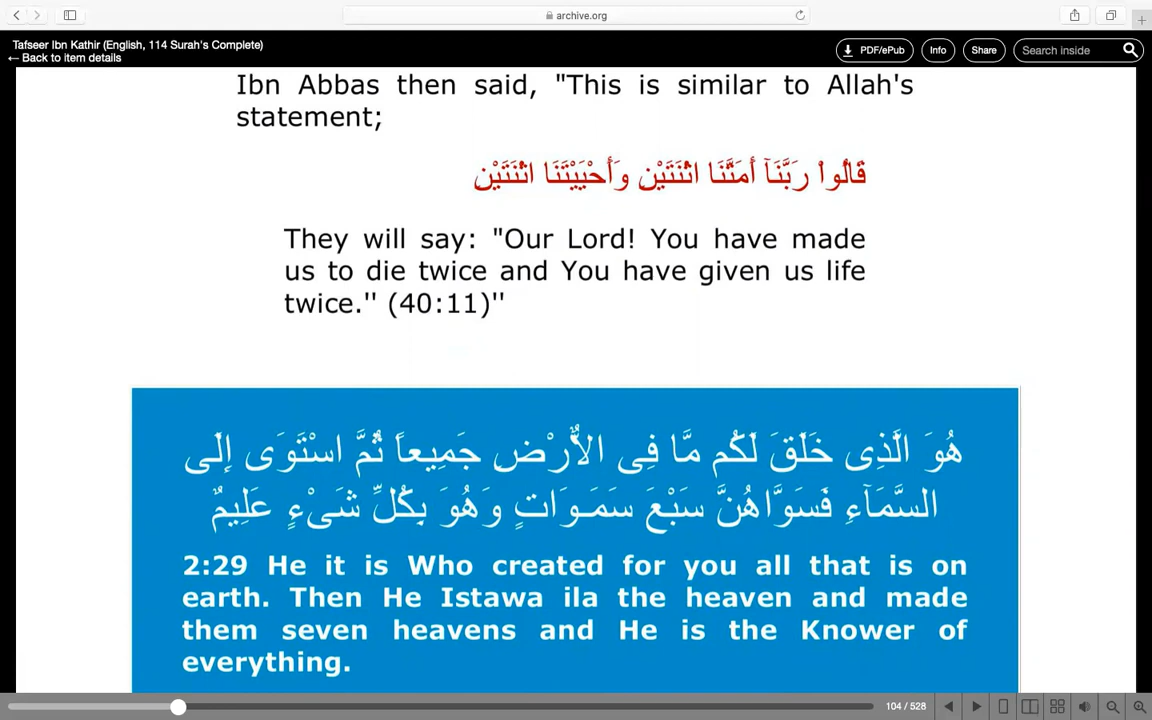 archive.org
Tafseer Ibn Kathir (English, 114 Surah's Complete)
← Back to item details
PDF/ePub
Info
Share
Search inside
Ibn Abbas then said, "This is similar to Allah's
statement;
قَالُواْ رَبَّنَآ أَمَتَّنَا اثْنَتَيْنِ وَأَحْيَيْتَنَا اثْنَتَيْنِ
They will say: "Our Lord! You have made
us to die twice and You have given us life
twice." (40:11)"
هُوَ الَّذِى خَلَقَ لَكُم مَّا فِى الاٌّرْضِ جَمِيعاً ثُمَّ اسْتَوَى إِلَى
السَّمَآءِ فَسَوَّاهُنَّ سَبْعَ سَمَـوَاتٍ وَهُوَ بِكُلِّ شَىْءٍ عَلِيمٌ
2:29 He it is Who created for you all that is on
earth. Then He Istawa ila the heaven and made
them seven heavens and He is the Knower of
everything.
104 / 528